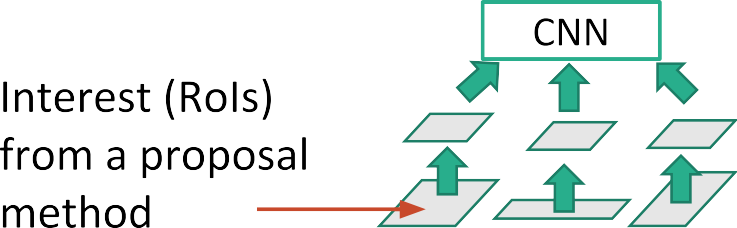 CNN
Interest (RoIs)
from a proposal
method